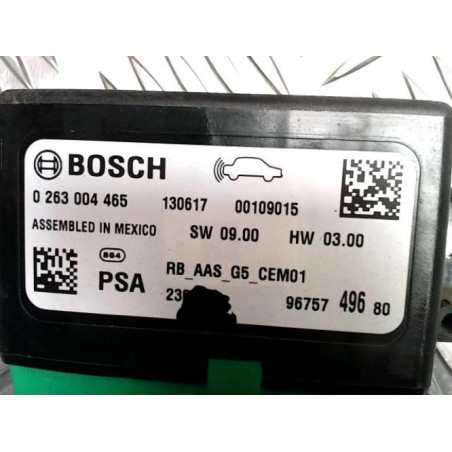 BOSCH
0 263 004 465 130617 00109015
ASSEMBLED IN MEXICO SW 09.00 HW 03.00
864
PSA RB_AAS_G5_CEM01
96757 496 80